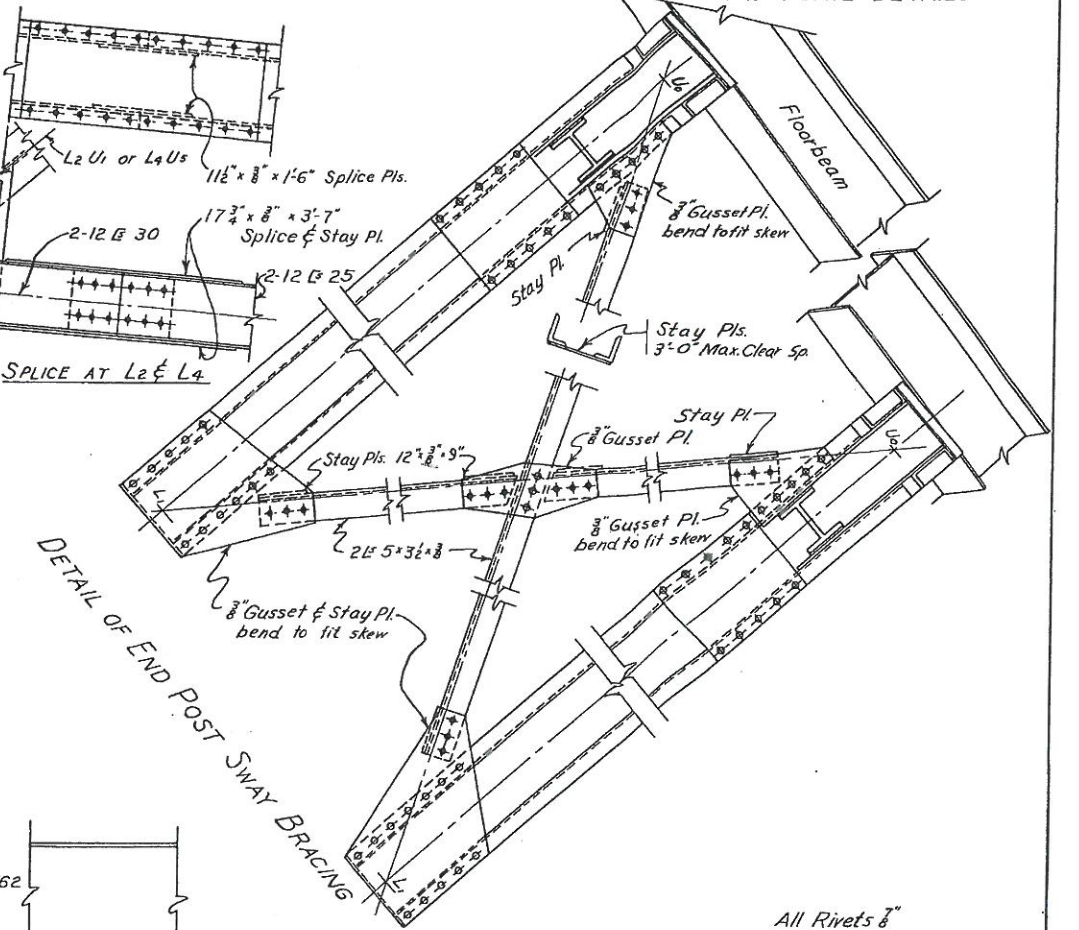 L2 U1 or L4 U5
11½" x ⅜" x 1'-6" Splice Pls.
17¾" x ⅜" x 3'-7"
Splice & Stay Pl.
2-12 [s 30
2-12 [s 25
SPLICE AT L2 & L4
U0
Floorbeam
⅜" Gusset Pl.
bend to fit skew
Stay Pl.
Stay Pls.
3'-0" Max. Clear Sp.
Stay Pl.
⅜" Gusset Pl.
Stay Pls. 12" x ⅜" x 9"
U0
L1
⅜" Gusset Pl.
bend to fit skew
2 Ls 5 x 3½ x ⅜
⅜" Gusset & Stay Pl.
bend to fit skew
DETAIL OF END POST SWAY BRACING
L1
62
All Rivets ⅞"